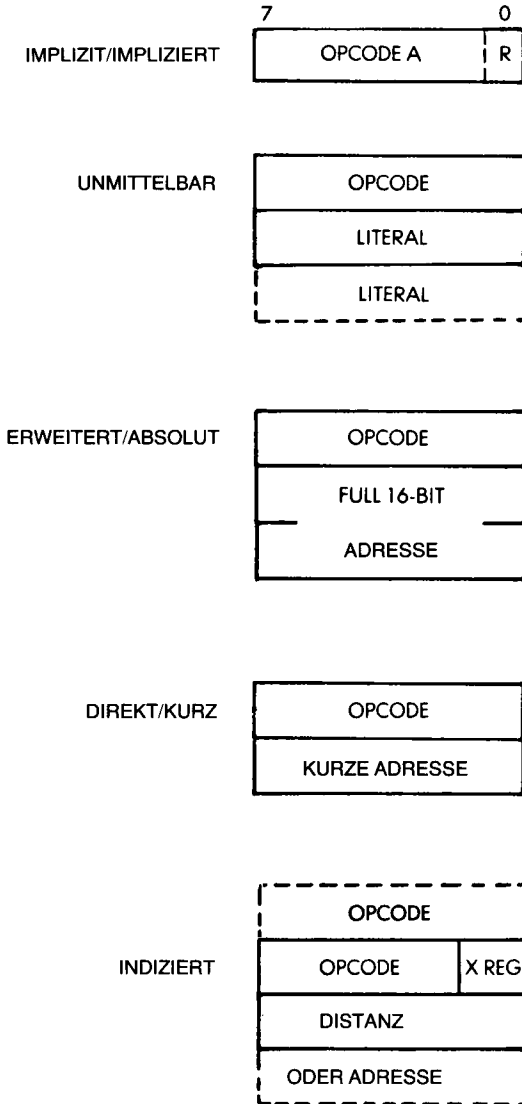 7 0
IMPLIZIT/IMPLIZIERT OPCODE A R
UNMITTELBAR OPCODE
LITERAL
LITERAL
ERWEITERT/ABSOLUT OPCODE
FULL 16-BIT
ADRESSE
DIREKT/KURZ OPCODE
KURZE ADRESSE
OPCODE
INDIZIERT OPCODE X REG
DISTANZ
ODER ADRESSE